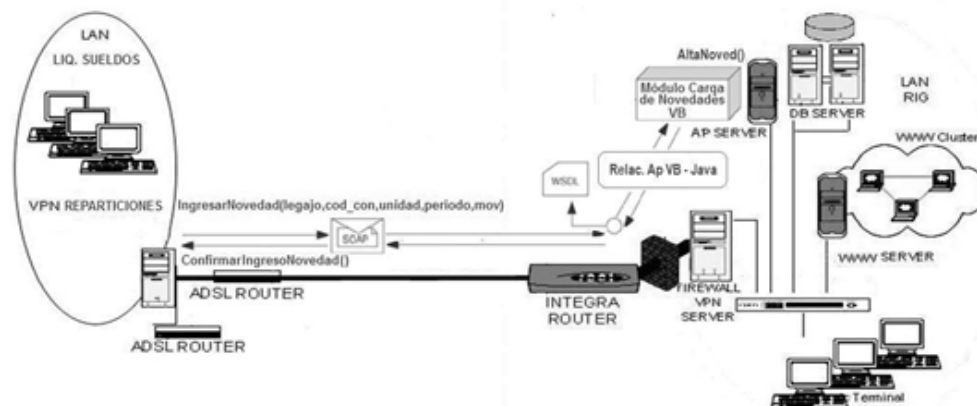 LAN
LIQ. SUELDOS
VPN REPARTICIONES
IngresarNovedad(legajo,cod_con,unidad,periodo,mov)
SOAP
ConfirmarIngresoNovedad()
ADSL ROUTER
ADSL ROUTER
INTEGRA
ROUTER
WSDL
Relac. Ap VB - Java
AltaNoved()
Módulo Carga
de Novedades
VB
AP SERVER
DB SERVER
LAN
RIG
WWW Cluster
WWW SERVER
FIREWALL
VPN
SERVER
Terminal